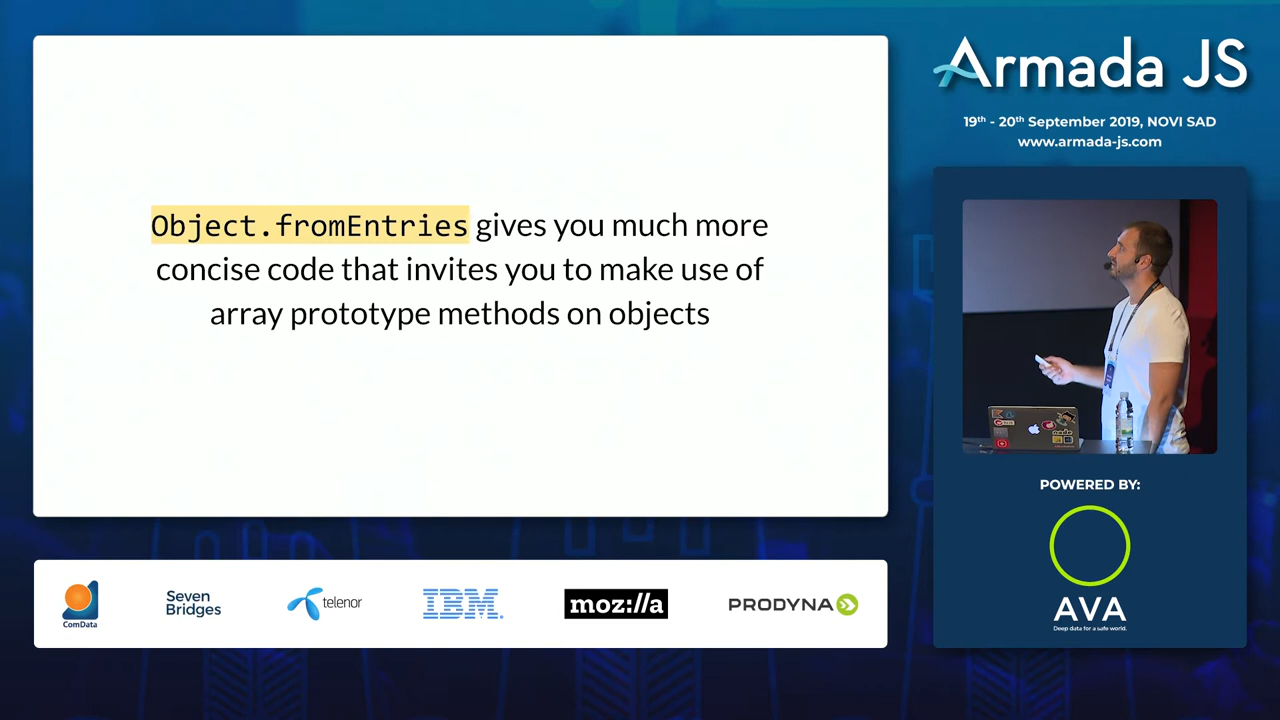 Object.fromEntries gives you much more
concise code that invites you to make use of
array prototype methods on objects
Armada JS
19th - 20th September 2019, NOVI SAD
www.armada-js.com
node
POWERED BY:
AVA
Deep data for a safe world.
ComData
Seven
Bridges
telenor
IBM
moz://a
PRODYNA